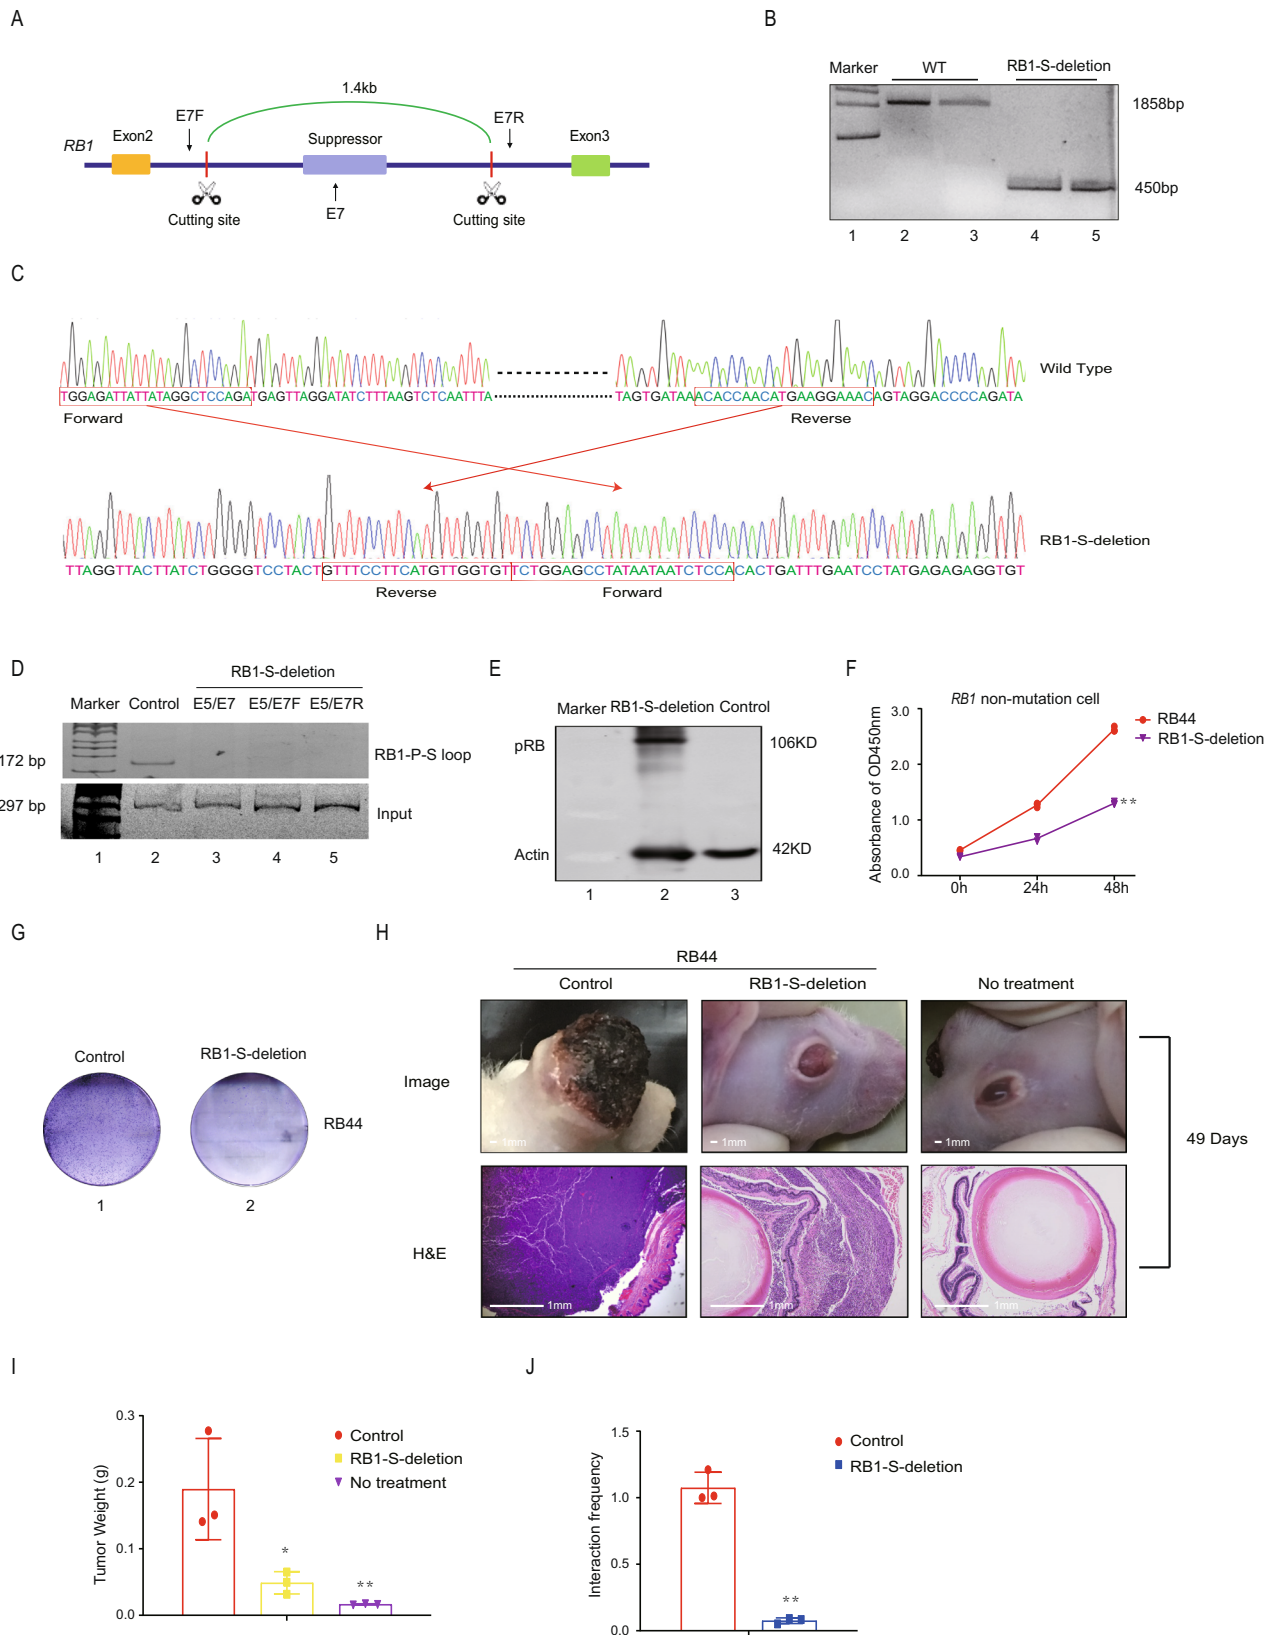 A
1.4kb
E7F
E7R
RB1
Exon2
Suppressor
Exon3
Cutting site
E7
Cutting site
B
Marker
WT
RB1-S-deletion
1858bp
450bp
1 2 3 4 5
C
Wild Type
TGGAGATTATTATAGGCTCCAGATGAGTTAGGATATCTTTAAGTCTCAATTTA
TAGTGATAAACACCAACATGAAGGAAACAGTAGGACCCCAGATA
Forward
Reverse
RB1-S-deletion
TTAGGTTACTTATCTGGGGTCCTACTGTTTCCTTCATGTTGGTGTTCTGGAGCCTATAATAATCTCCACACTGATTTGAATCCTATGAGAGAGGTGT
Reverse
Forward
D
RB1-S-deletion
Marker Control E5/E7 E5/E7F E5/E7R
172 bp
RB1-P-S loop
297 bp
Input
1 2 3 4 5
E
Marker RB1-S-deletion Control
pRB
106KD
Actin
42KD
1 2 3
F
RB1 non-mutation cell
Absorbance of OD450nm
3.0
2.0
1.0
0.0
0h 24h 48h
RB44
RB1-S-deletion
**
G
Control
RB1-S-deletion
RB44
1 2
H
RB44
Control
RB1-S-deletion
No treatment
Image
1mm
1mm
1mm
49 Days
H&E
1mm
1mm
1mm
I
Tumor Weight (g)
0.3
0.2
0.1
0.0
*
**
Control
RB1-S-deletion
No treatment
J
Interaction frequency
1.5
1.0
0.5
0.0
**
Control
RB1-S-deletion